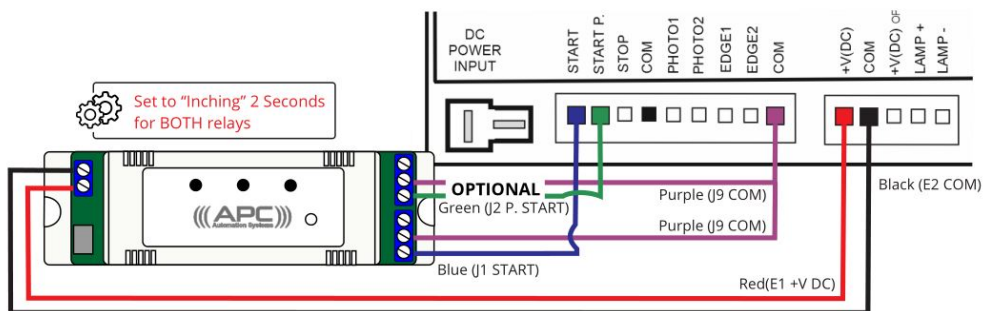 DC
POWER
INPUT
START
START P.
STOP
COM
PHOTO1
PHOTO2
EDGE1
EDGE2
COM
+V(DC)
COM
+V(DC) OF
LAMP +
LAMP -
Set to “Inching” 2 Seconds
for BOTH relays
OPTIONAL
Green (J2 P. START)
Purple (J9 COM)
Black (E2 COM)
Purple (J9 COM)
APC
Automation Systems
Blue (J1 START)
Red(E1 +V DC)